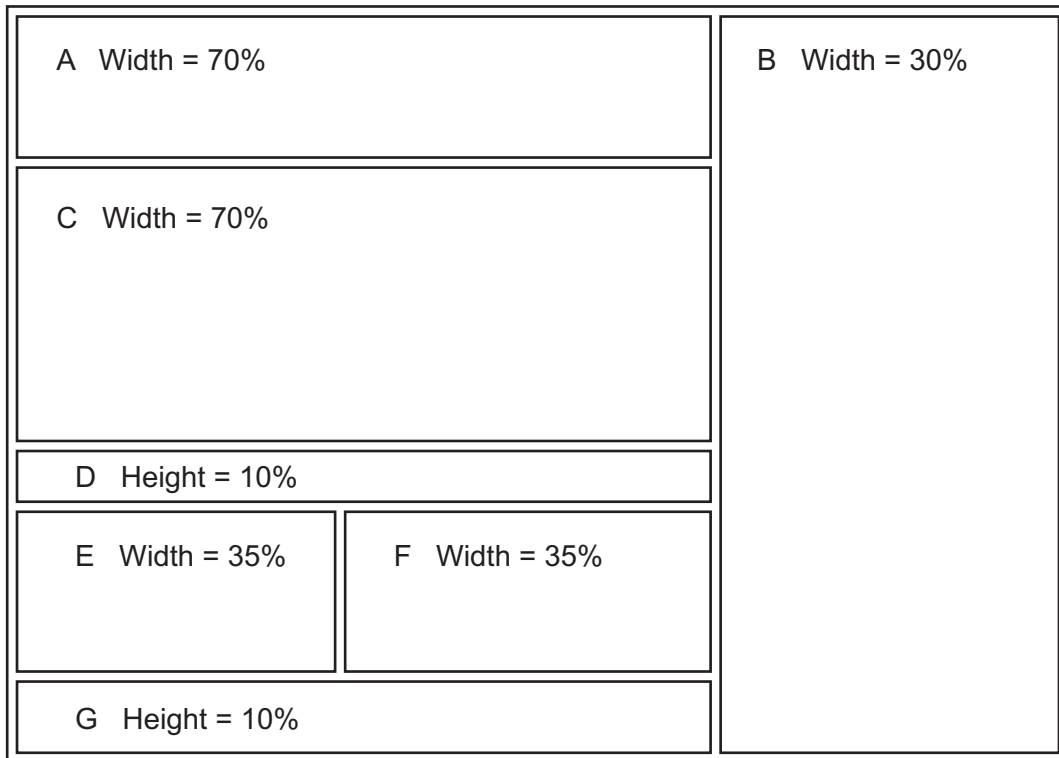 A Width = 70%
B Width = 30%
C Width = 70%
D Height = 10%
E Width = 35%
F Width = 35%
G Height = 10%